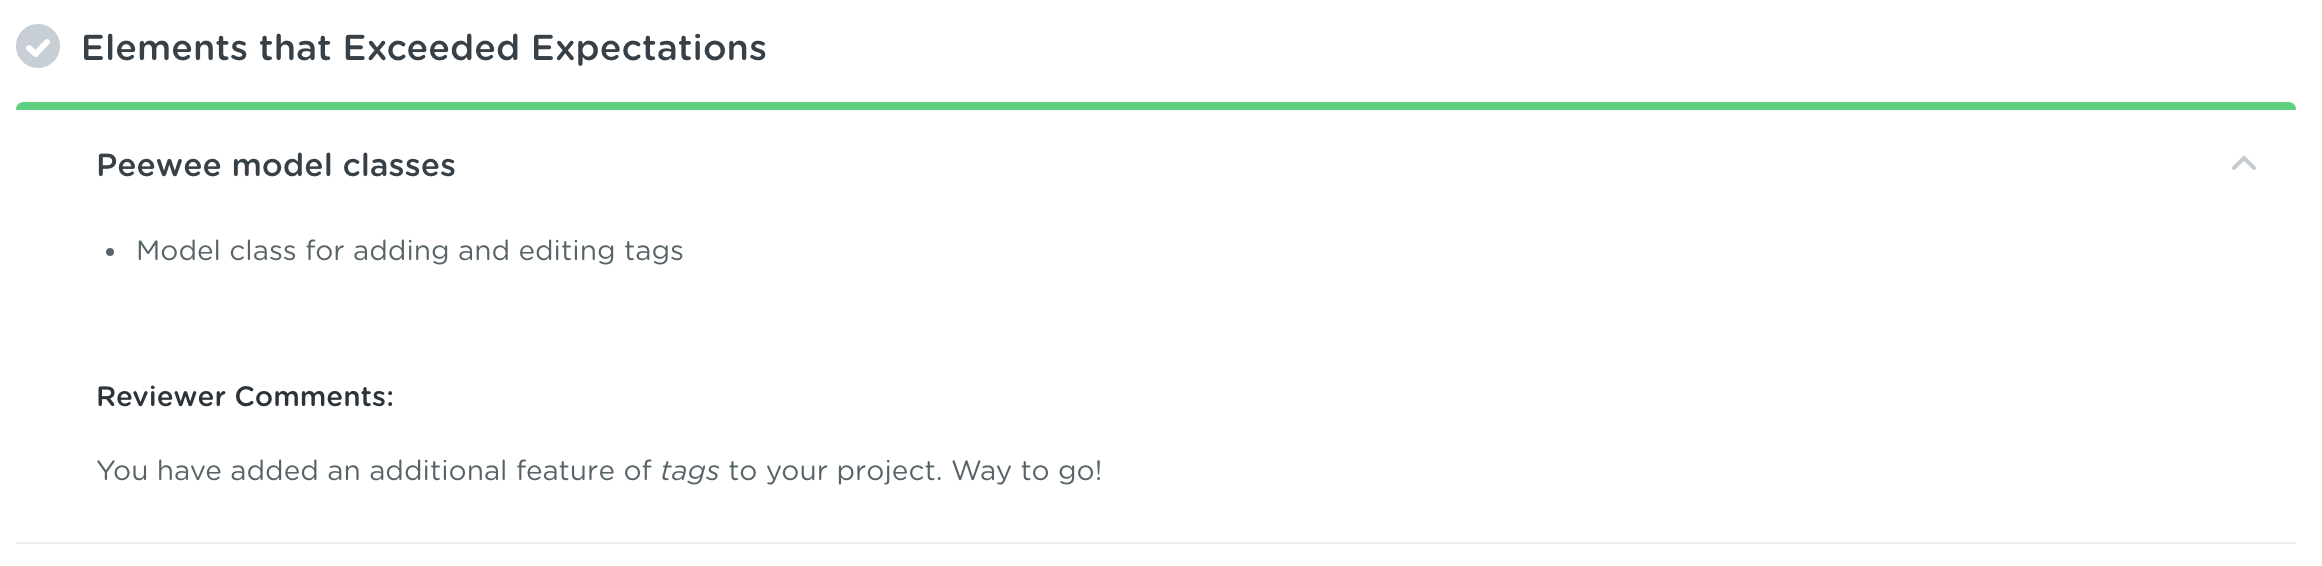 Elements that Exceeded Expectations
Peewee model classes
• Model class for adding and editing tags
Reviewer Comments:
You have added an additional feature of tags to your project. Way to go!